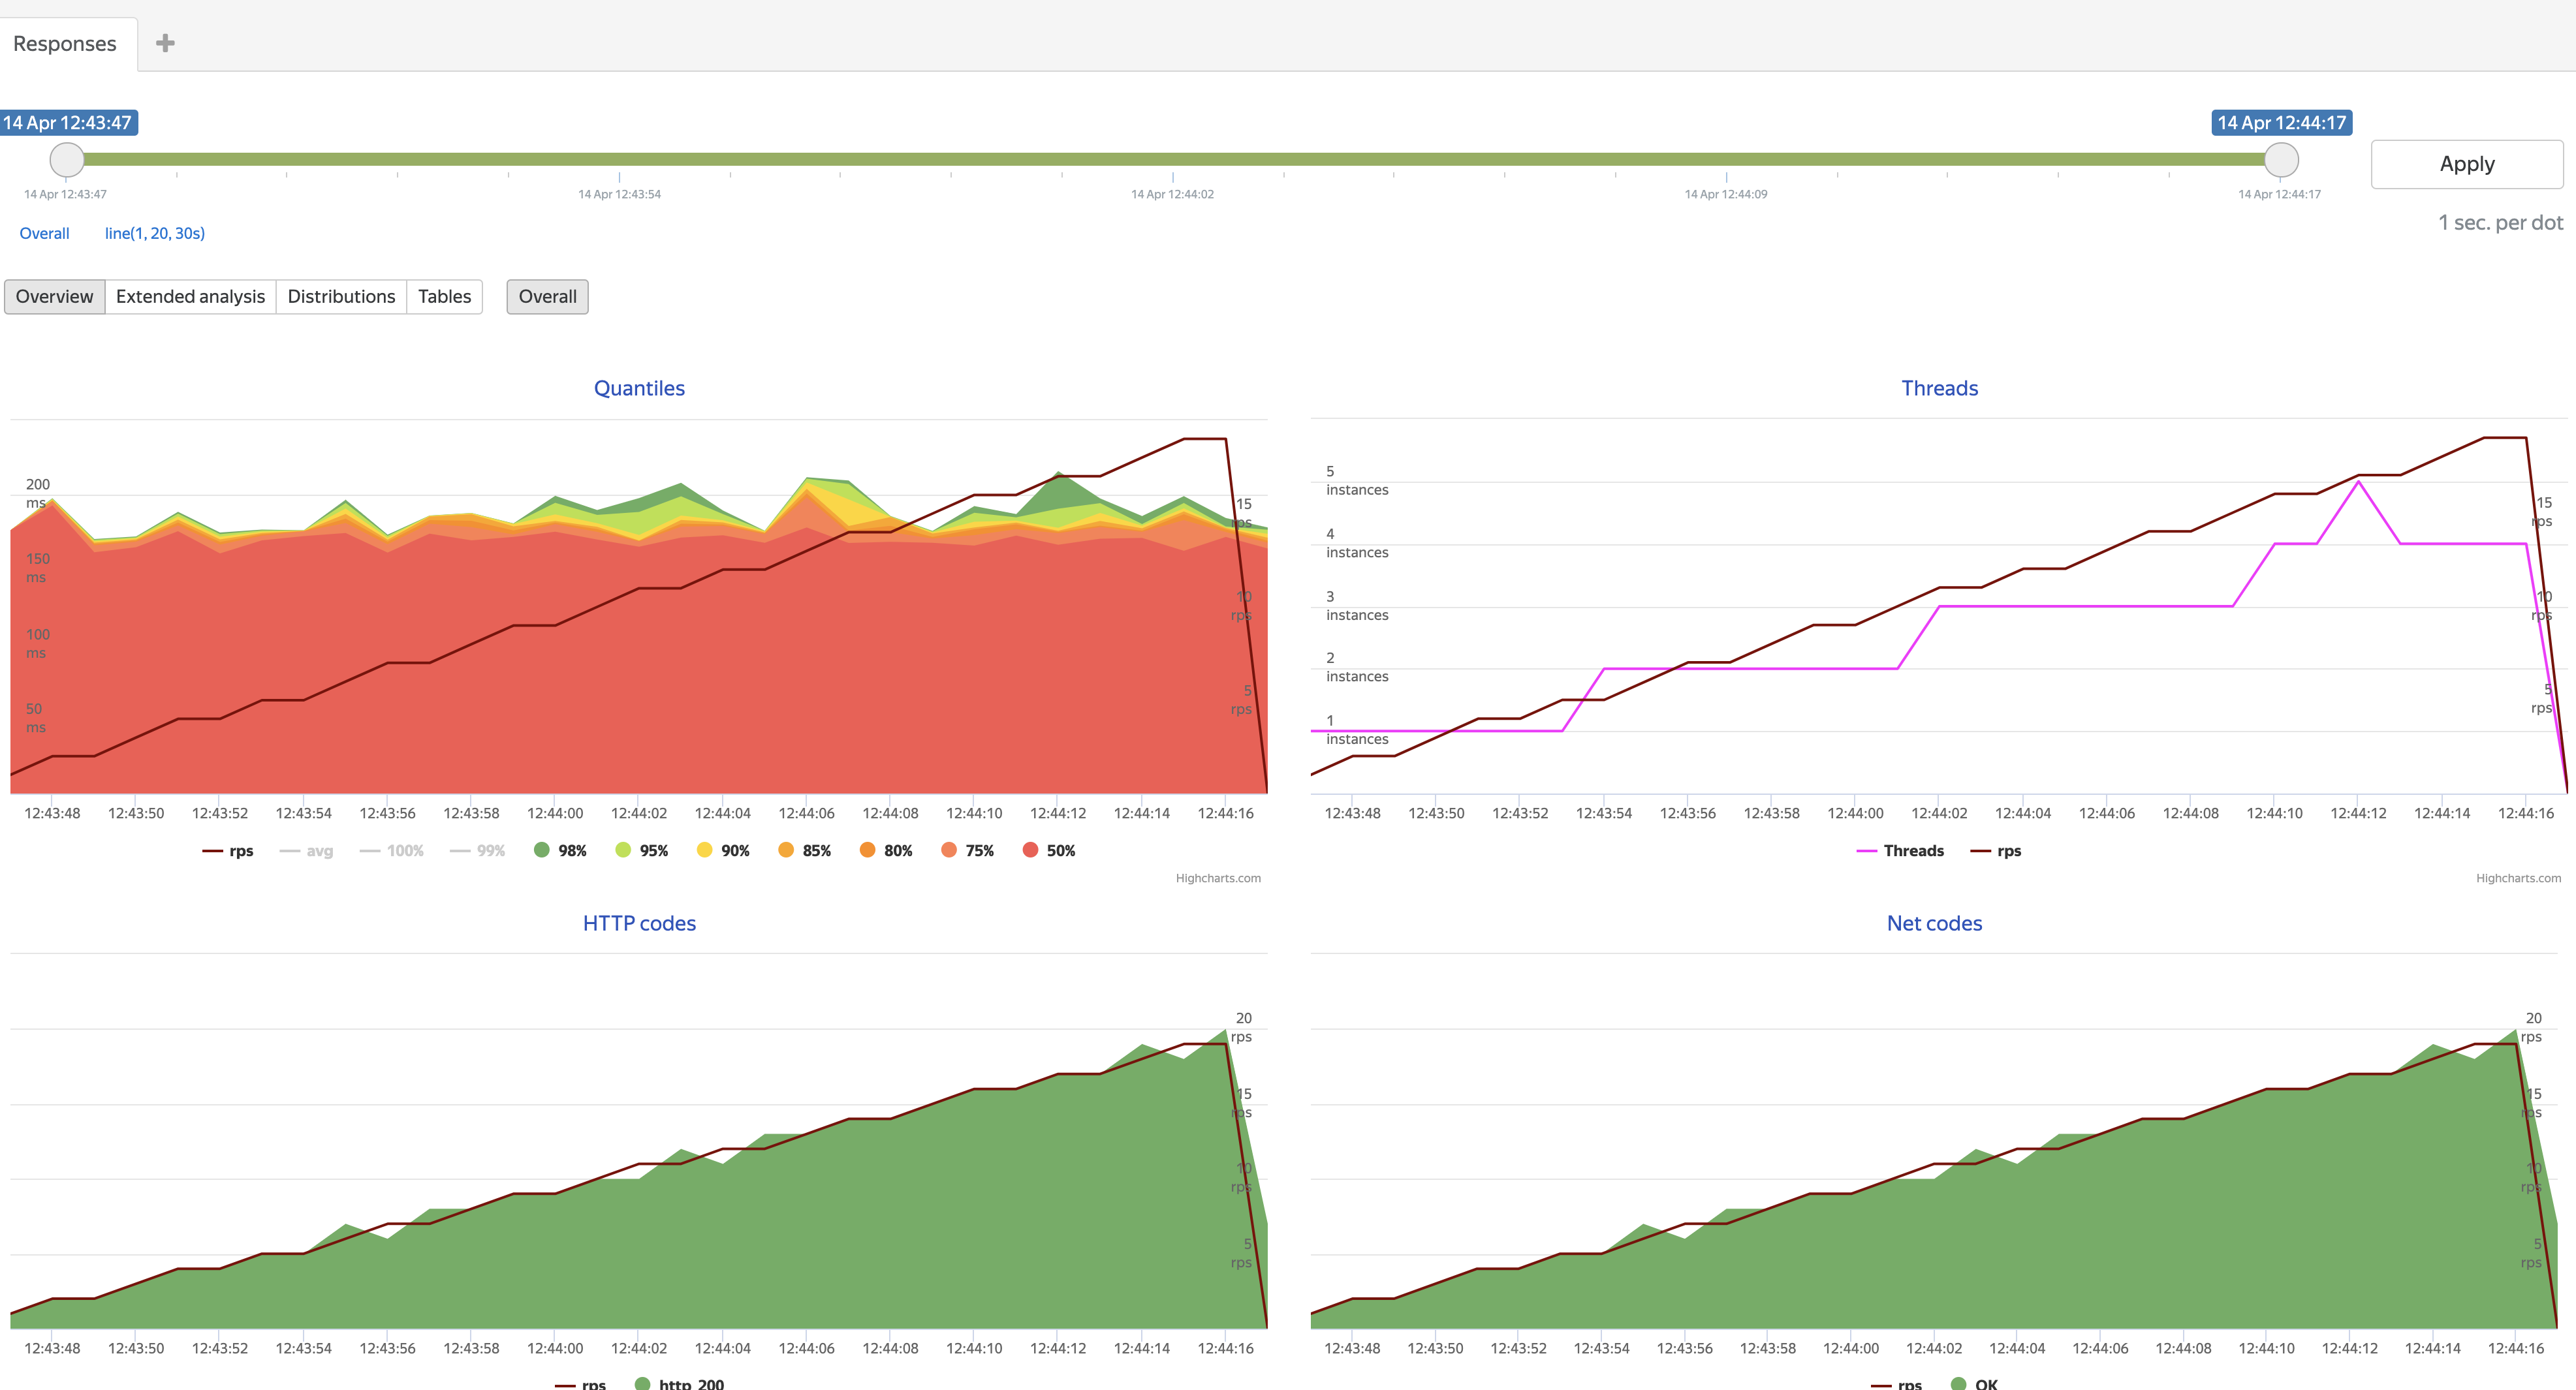 Responses
14 Apr 12:43:47
14 Apr 12:44:17
Apply
14 Apr 12:43:47 14 Apr 12:43:54 14 Apr 12:44:02 14 Apr 12:44:09 14 Apr 12:44:17
1 sec. per dot
Overall line(1, 20, 30s)
Overview Extended analysis Distributions Tables Overall
Quantiles
200
ms
150
ms
100
ms
50
ms
15
rps
10
rps
5
rps
12:43:48 12:43:50 12:43:52 12:43:54 12:43:56 12:43:58 12:44:00 12:44:02 12:44:04 12:44:06 12:44:08 12:44:10 12:44:12 12:44:14 12:44:16
rps avg 100% 99% 98% 95% 90% 85% 80% 75% 50%
Highcharts.com
Threads
5
instances
4
instances
3
instances
2
instances
1
instances
15
rps
10
rps
5
rps
12:43:48 12:43:50 12:43:52 12:43:54 12:43:56 12:43:58 12:44:00 12:44:02 12:44:04 12:44:06 12:44:08 12:44:10 12:44:12 12:44:14 12:44:16
Threads rps
Highcharts.com
HTTP codes
20
rps
15
rps
10
rps
5
rps
12:43:48 12:43:50 12:43:52 12:43:54 12:43:56 12:43:58 12:44:00 12:44:02 12:44:04 12:44:06 12:44:08 12:44:10 12:44:12 12:44:14 12:44:16
rps http 200
Net codes
20
rps
15
rps
10
rps
5
rps
12:43:48 12:43:50 12:43:52 12:43:54 12:43:56 12:43:58 12:44:00 12:44:02 12:44:04 12:44:06 12:44:08 12:44:10 12:44:12 12:44:14 12:44:16
rps OK